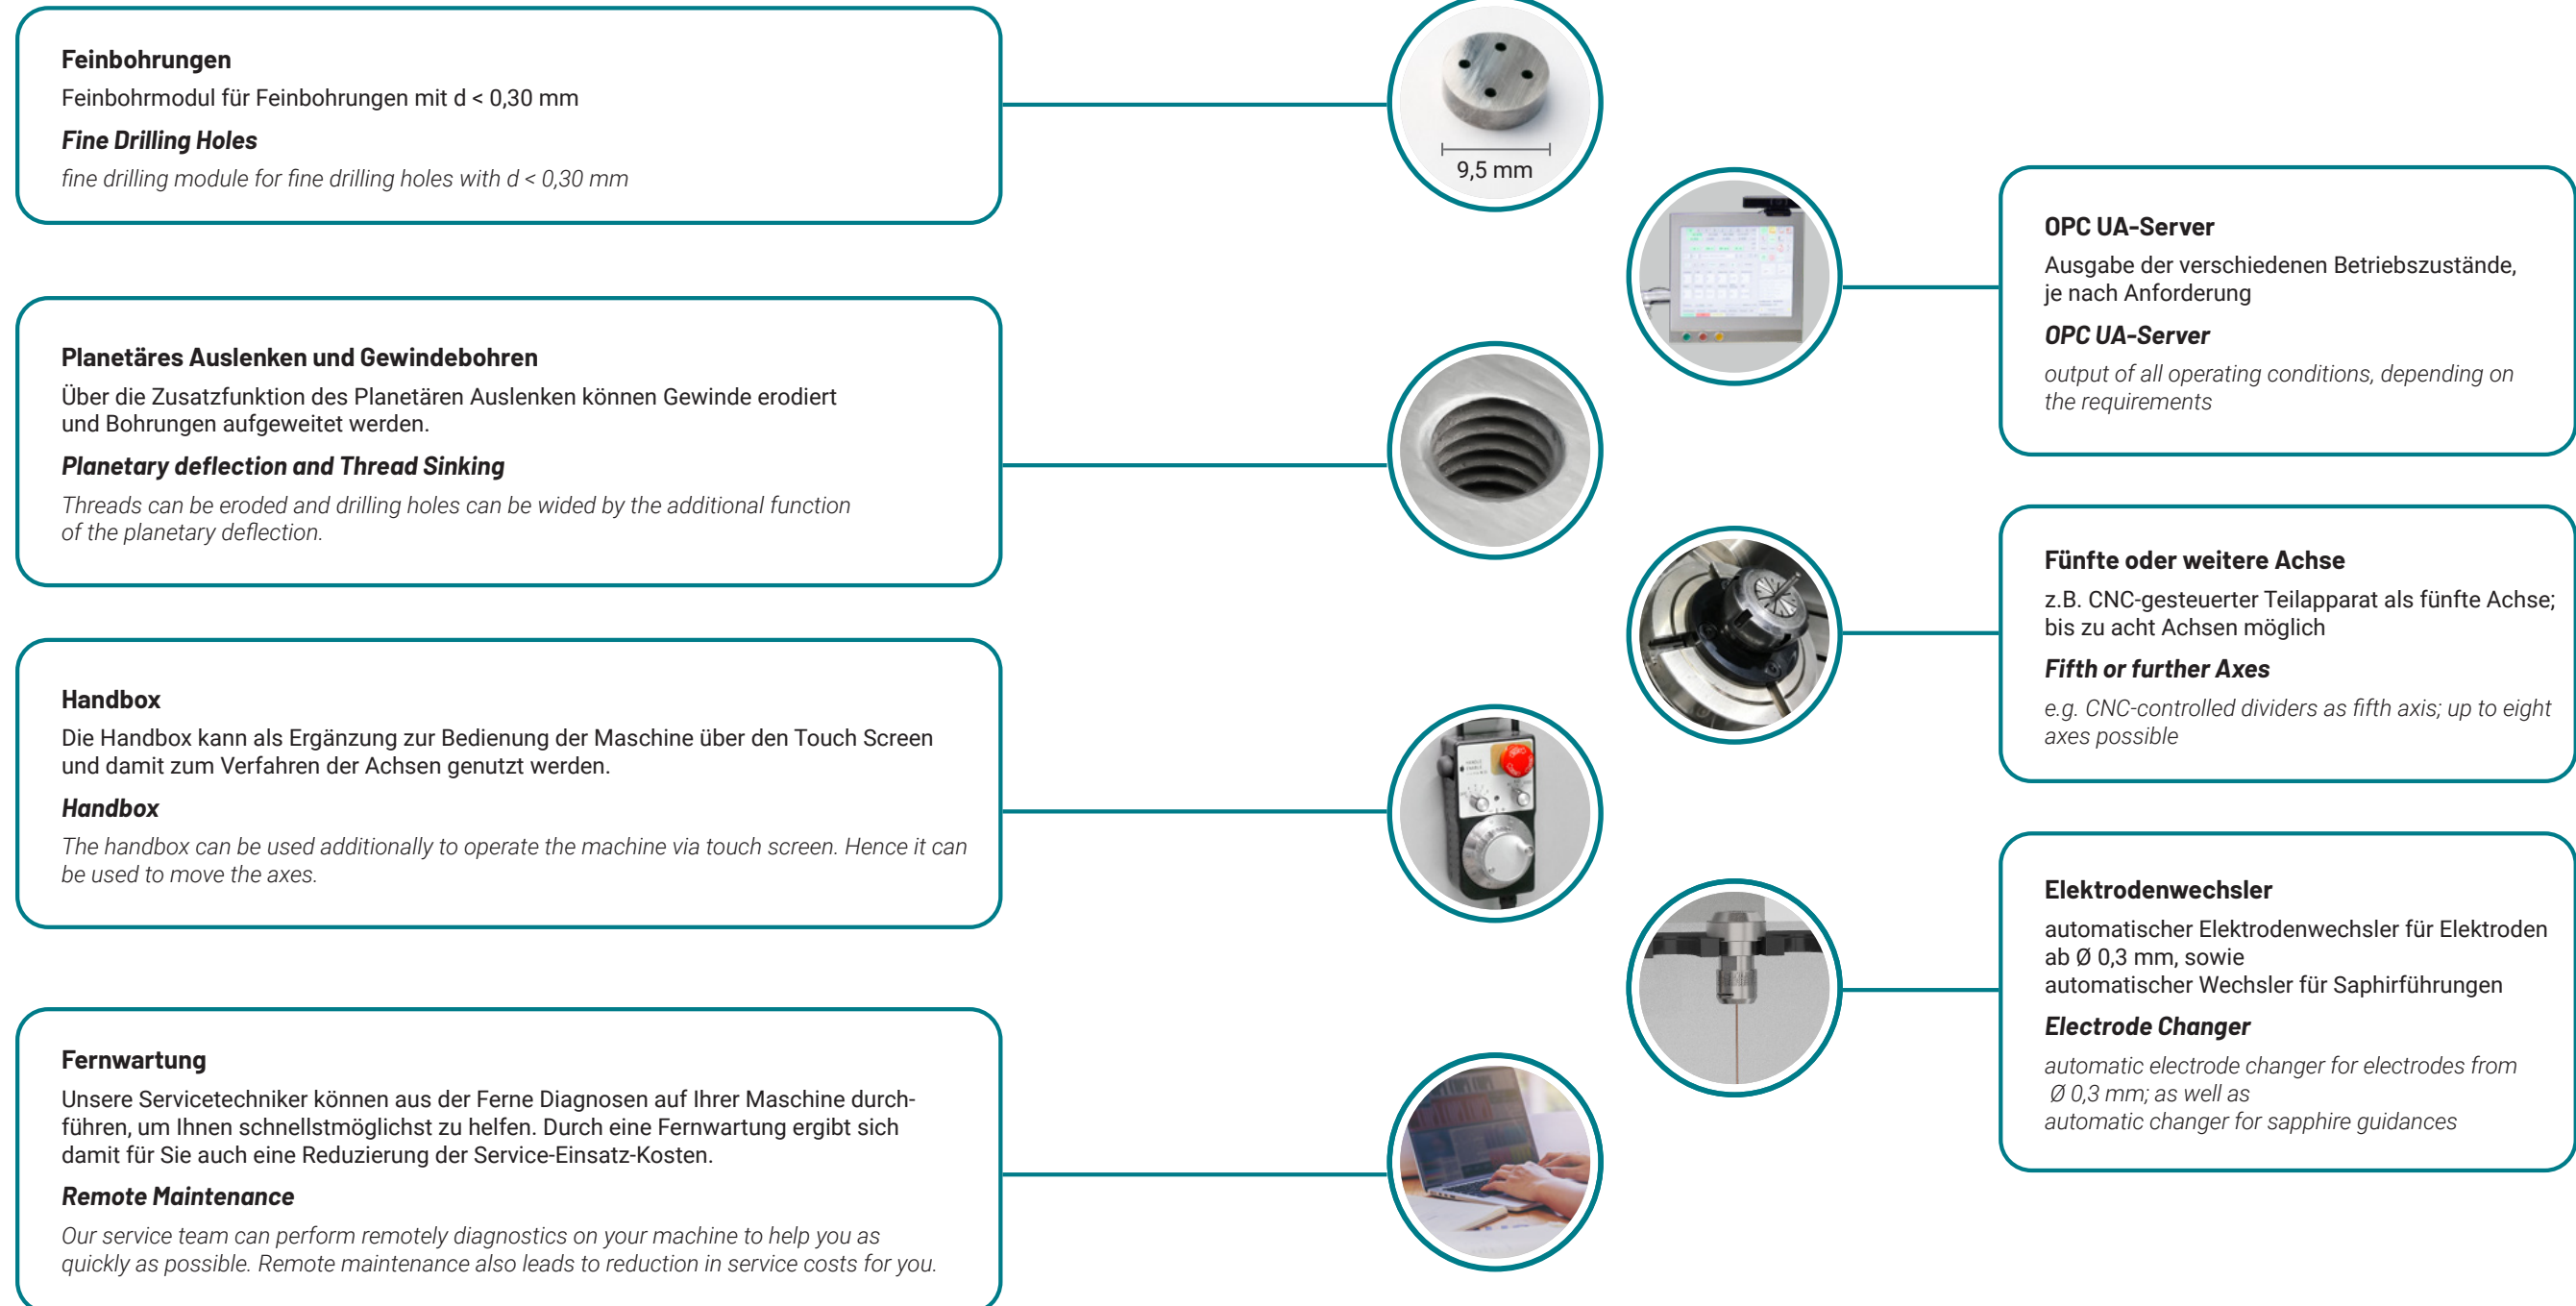 Feinbohrungen
Feinbohrmodul für Feinbohrungen mit d < 0,30 mm
Fine Drilling Holes
fine drilling module for fine drilling holes with d < 0,30 mm
9,5 mm
OPC UA-Server
Ausgabe der verschiedenen Betriebszustände,
je nach Anforderung
OPC UA-Server
output of all operating conditions, depending on
the requirements
Planetäres Auslenken und Gewindebohren
Über die Zusatzfunktion des Planetären Auslenken können Gewinde erodiert
und Bohrungen aufgeweitet werden.
Planetary deflection and Thread Sinking
Threads can be eroded and drilling holes can be wided by the additional function
of the planetary deflection.
Fünfte oder weitere Achse
z.B. CNC-gesteuerter Teilapparat als fünfte Achse;
bis zu acht Achsen möglich
Fifth or further Axes
e.g. CNC-controlled dividers as fifth axis; up to eight
axes possible
Handbox
Die Handbox kann als Ergänzung zur Bedienung der Maschine über den Touch Screen
und damit zum Verfahren der Achsen genutzt werden.
Handbox
The handbox can be used additionally to operate the machine via touch screen. Hence it can
be used to move the axes.
Elektrodenwechsler
automatischer Elektrodenwechsler für Elektroden
ab Ø 0,3 mm, sowie
automatischer Wechsler für Saphirführungen
Electrode Changer
automatic electrode changer for electrodes from
Ø 0,3 mm; as well as
automatic changer for sapphire guidances
Fernwartung
Unsere Servicetechniker können aus der Ferne Diagnosen auf Ihrer Maschine durch-
führen, um Ihnen schnellstmöglichst zu helfen. Durch eine Fernwartung ergibt sich
damit für Sie auch eine Reduzierung der Service-Einsatz-Kosten.
Remote Maintenance
Our service team can perform remotely diagnostics on your machine to help you as
quickly as possible. Remote maintenance also leads to reduction in service costs for you.